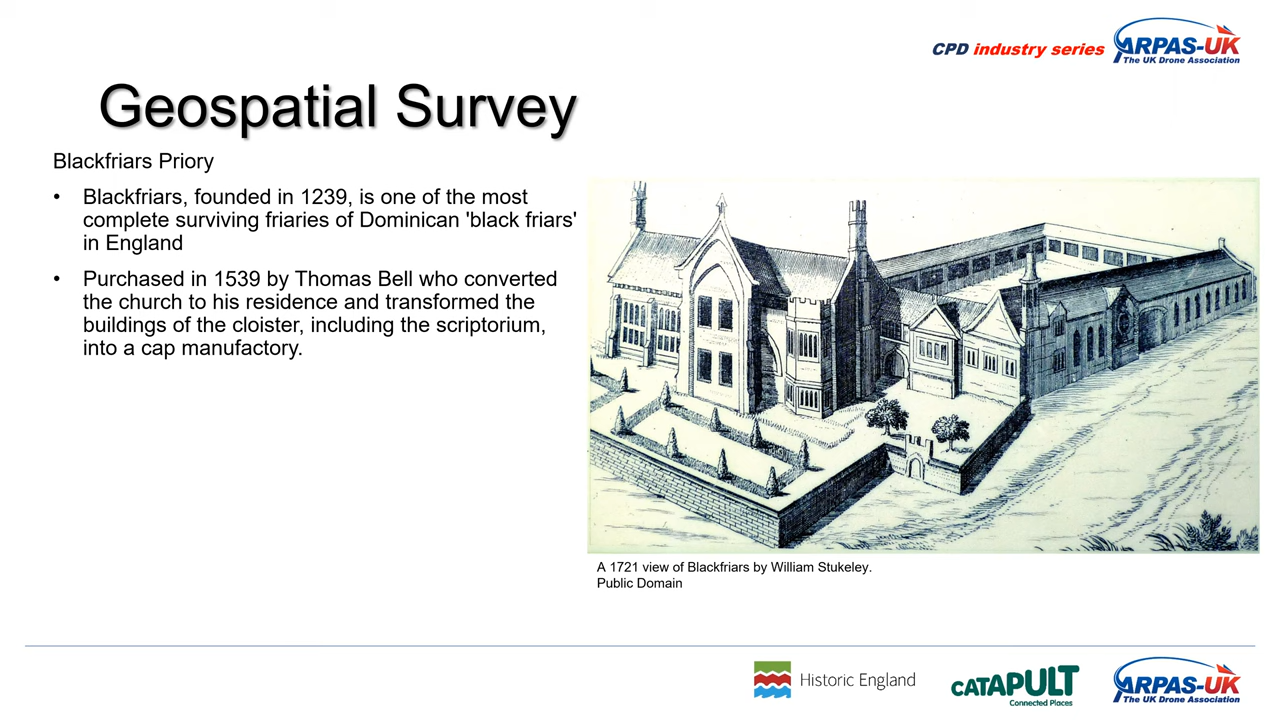 CPD industry series
ARPAS-UK
The UK Drone Association
Geospatial Survey
Blackfriars Priory
• Blackfriars, founded in 1239, is one of the most
complete surviving friaries of Dominican 'black friars'
in England
• Purchased in 1539 by Thomas Bell who converted
the church to his residence and transformed the
buildings of the cloister, including the scriptorium,
into a cap manufactory.
A 1721 view of Blackfriars by William Stukeley.
Public Domain
Historic England
CATAPULT
Connected Places
ARPAS-UK
The UK Drone Association